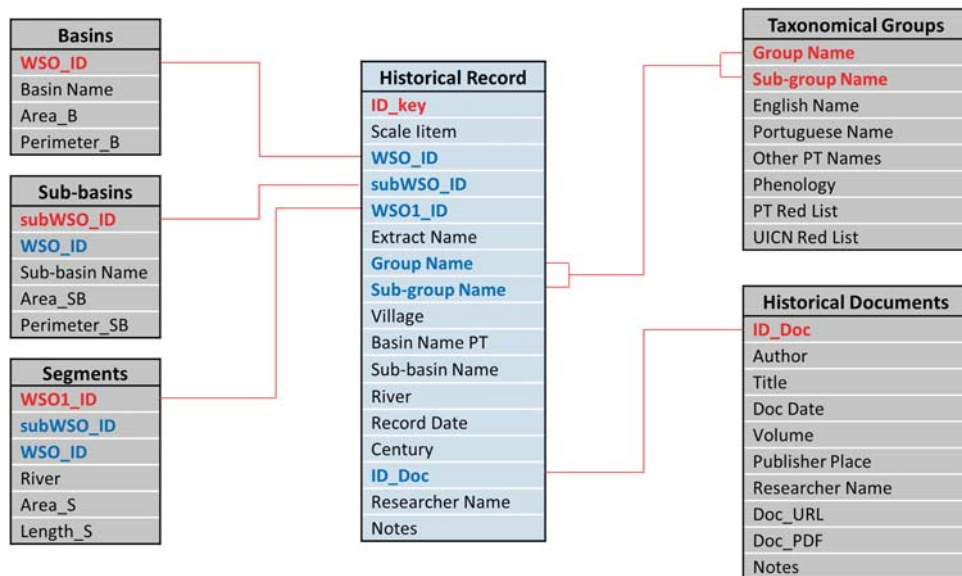 Basins
WSO_ID
Basin Name
Area_B
Perimeter_B
Sub-basins
subWSO_ID
WSO_ID
Sub-basin Name
Area_SB
Perimeter_SB
Segments
WSO1_ID
subWSO_ID
WSO_ID
River
Area_S
Length_S
Historical Record
ID_key
Scale Iitem
WSO_ID
subWSO_ID
WSO1_ID
Extract Name
Group Name
Sub-group Name
Village
Basin Name PT
Sub-basin Name
River
Record Date
Century
ID_Doc
Researcher Name
Notes
Taxonomical Groups
Group Name
Sub-group Name
English Name
Portuguese Name
Other PT Names
Phenology
PT Red List
UICN Red List
Historical Documents
ID_Doc
Author
Title
Doc Date
Volume
Publisher Place
Researcher Name
Doc_URL
Doc_PDF
Notes